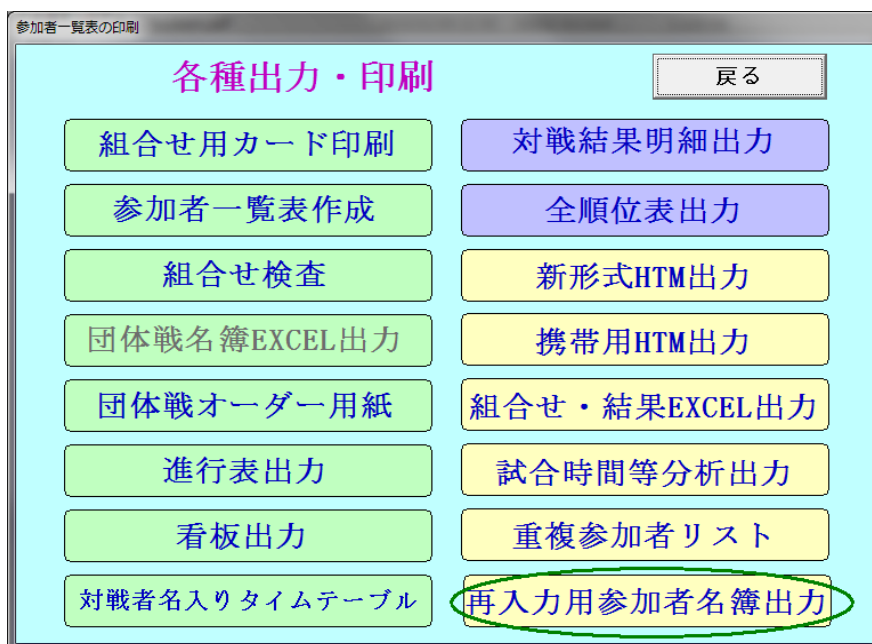 参加者一覧表の印刷
各種出力・印刷
戻る
組合せ用カード印刷
対戦結果明細出力
参加者一覧表作成
全順位表出力
組合せ検査
新形式HTM出力
団体戦名簿EXCEL出力
携帯用HTM出力
団体戦オーダー用紙
組合せ・結果EXCEL出力
進行表出力
試合時間等分析出力
看板出力
重複参加者リスト
対戦者名入りタイムテーブル
再入力用参加者名簿出力